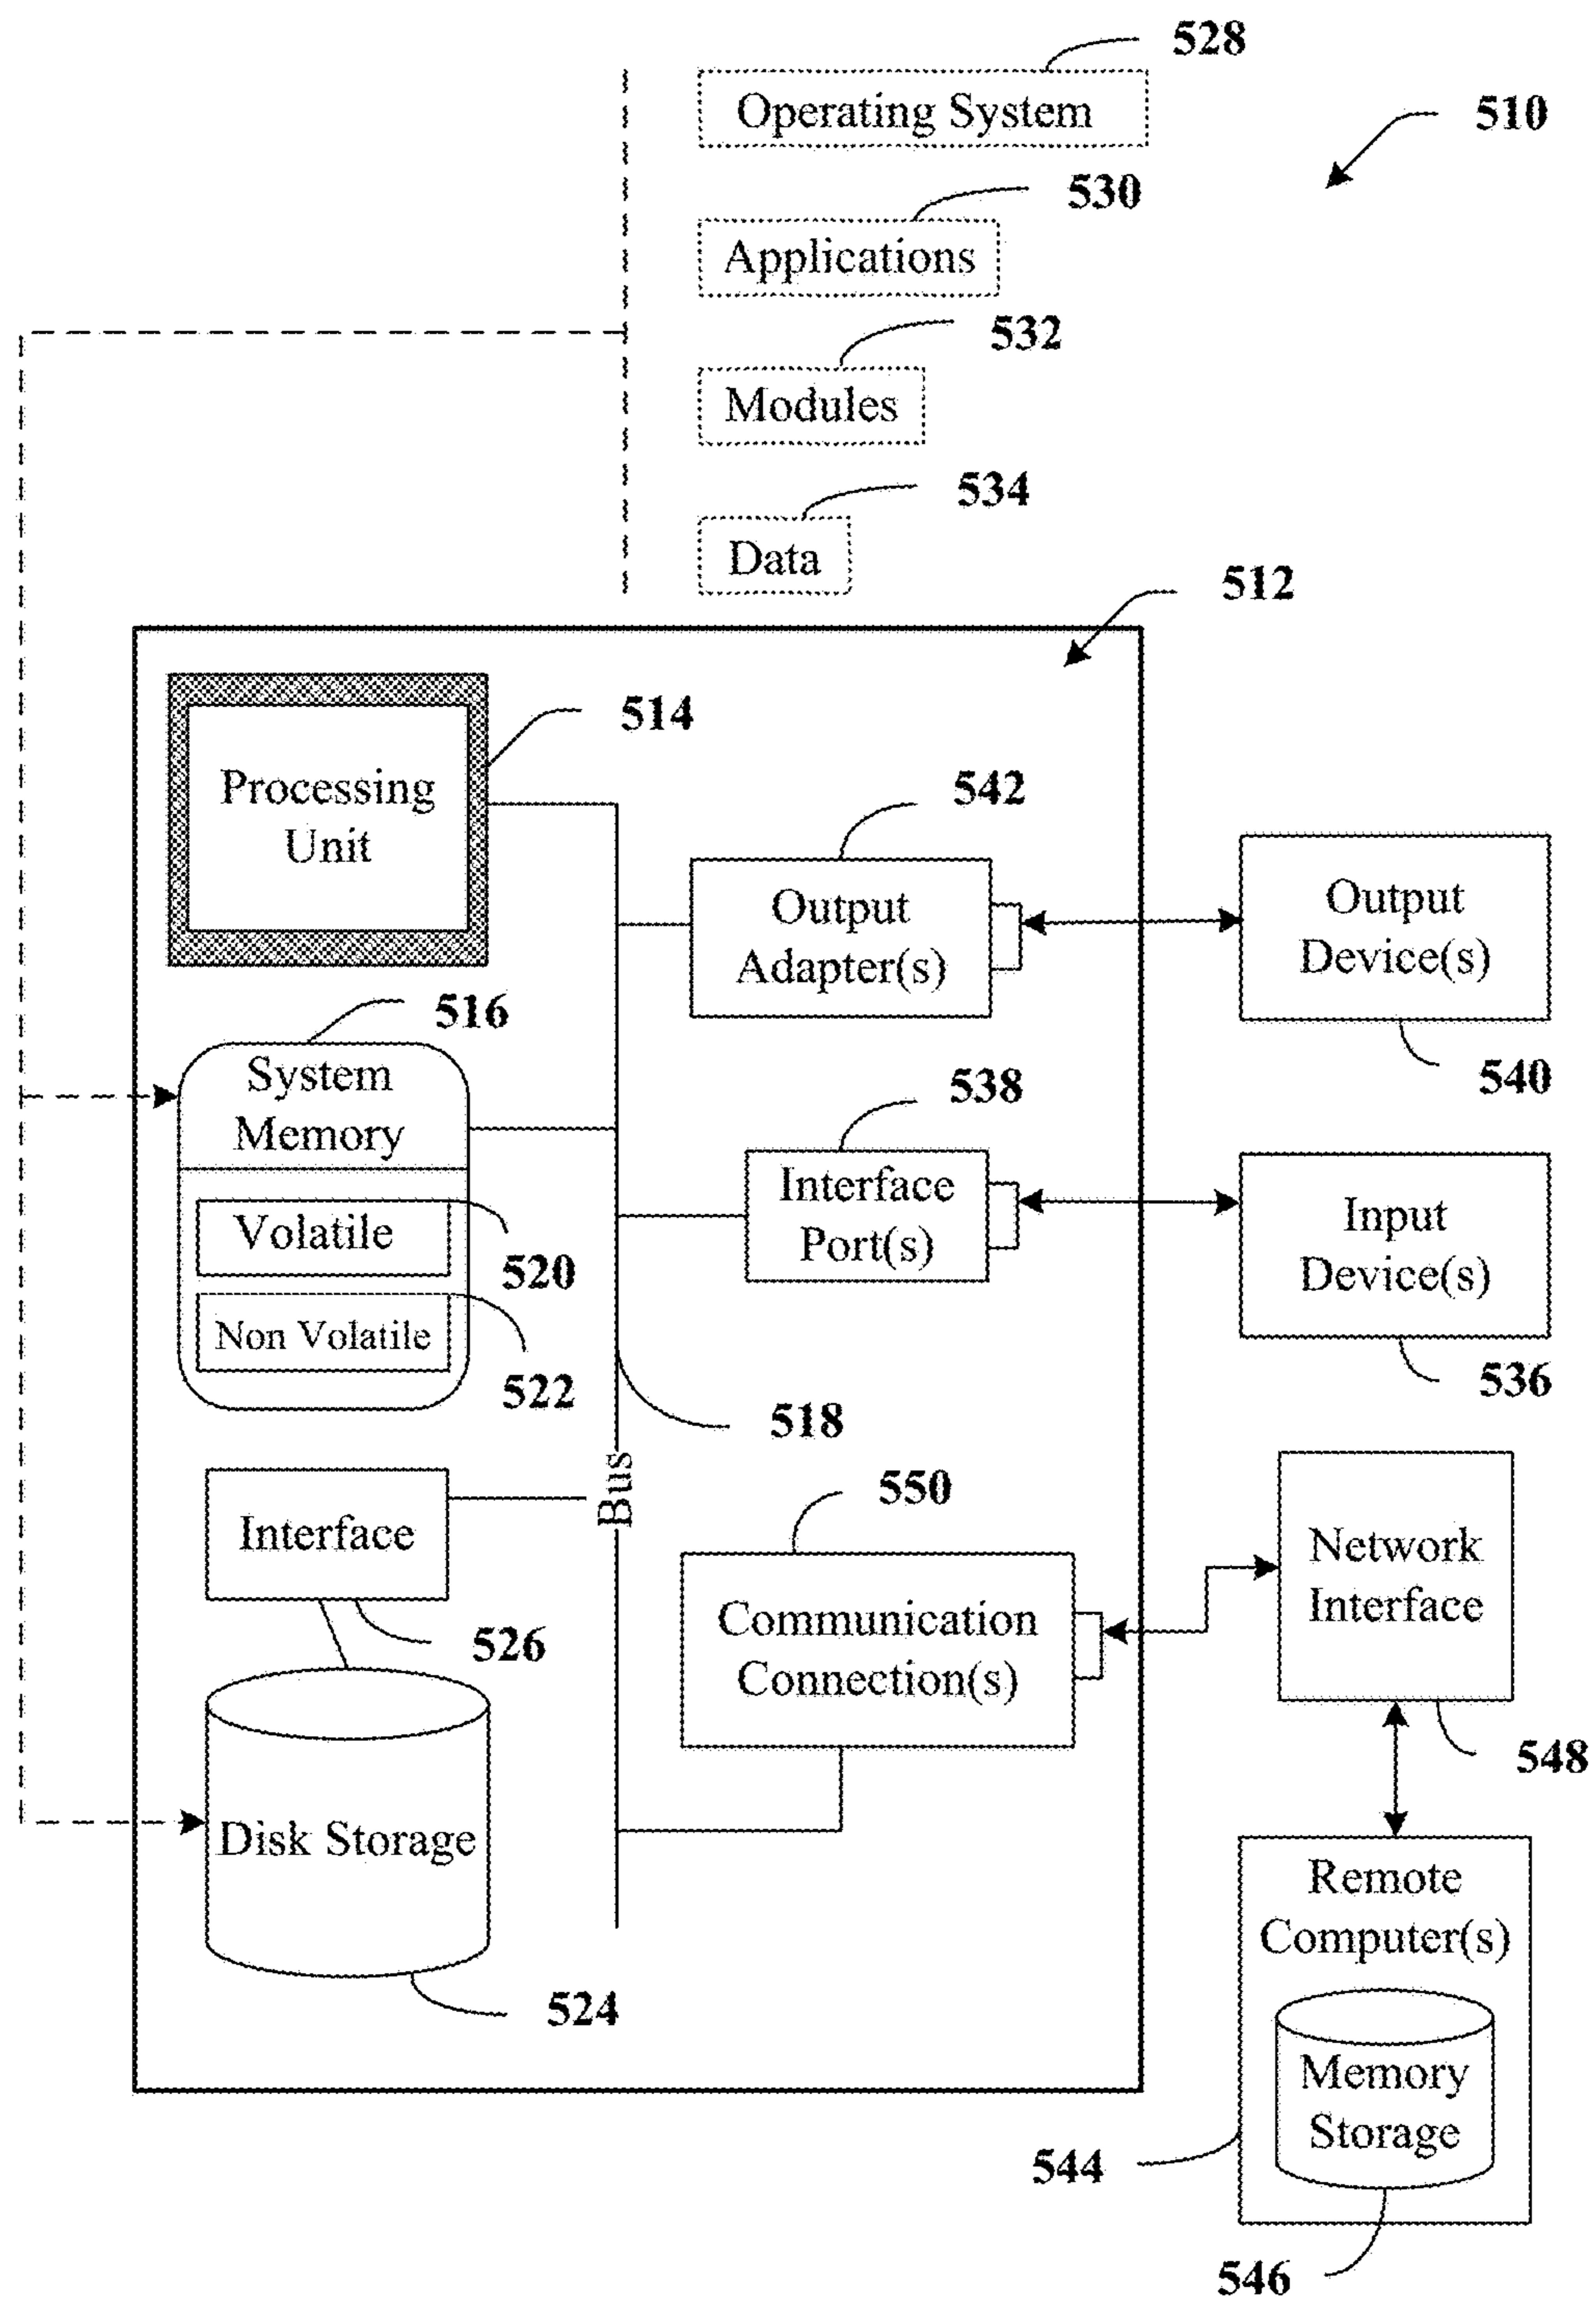 528
Operating System
510
530
Applications
532
Modules
534
Data
512
514
Processing
Unit
542
Output
Adapter(s)
Output
Device(s)
540
516
System
Memory
538
Interface
Port(s)
Input
Device(s)
536
Volatile
520
Non Volatile
522
518
Bus
550
Interface
526
Communication
Connection(s)
Network
Interface
548
Disk Storage
524
Remote
Computer(s)
Memory
Storage
544
546